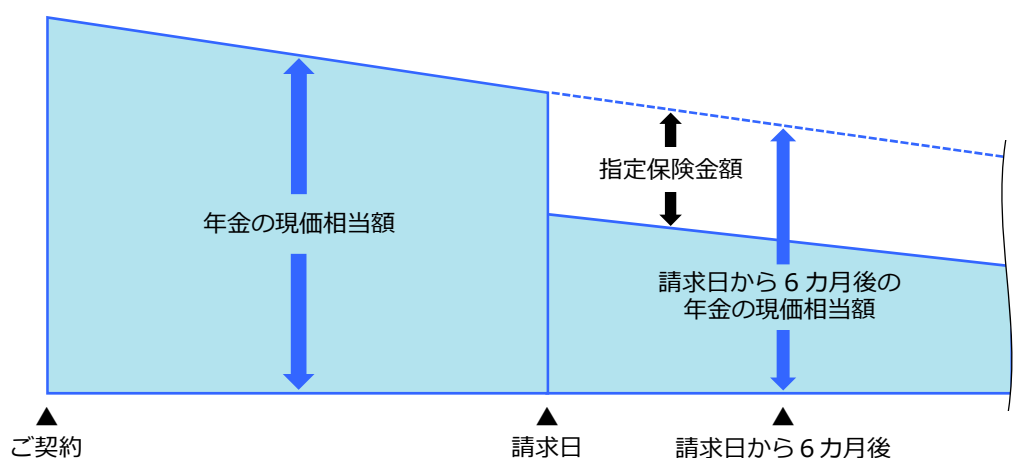 指定保険金額
年金の現価相当額
請求日から6カ月後の
年金の現価相当額
ご契約
請求日
請求日から6カ月後